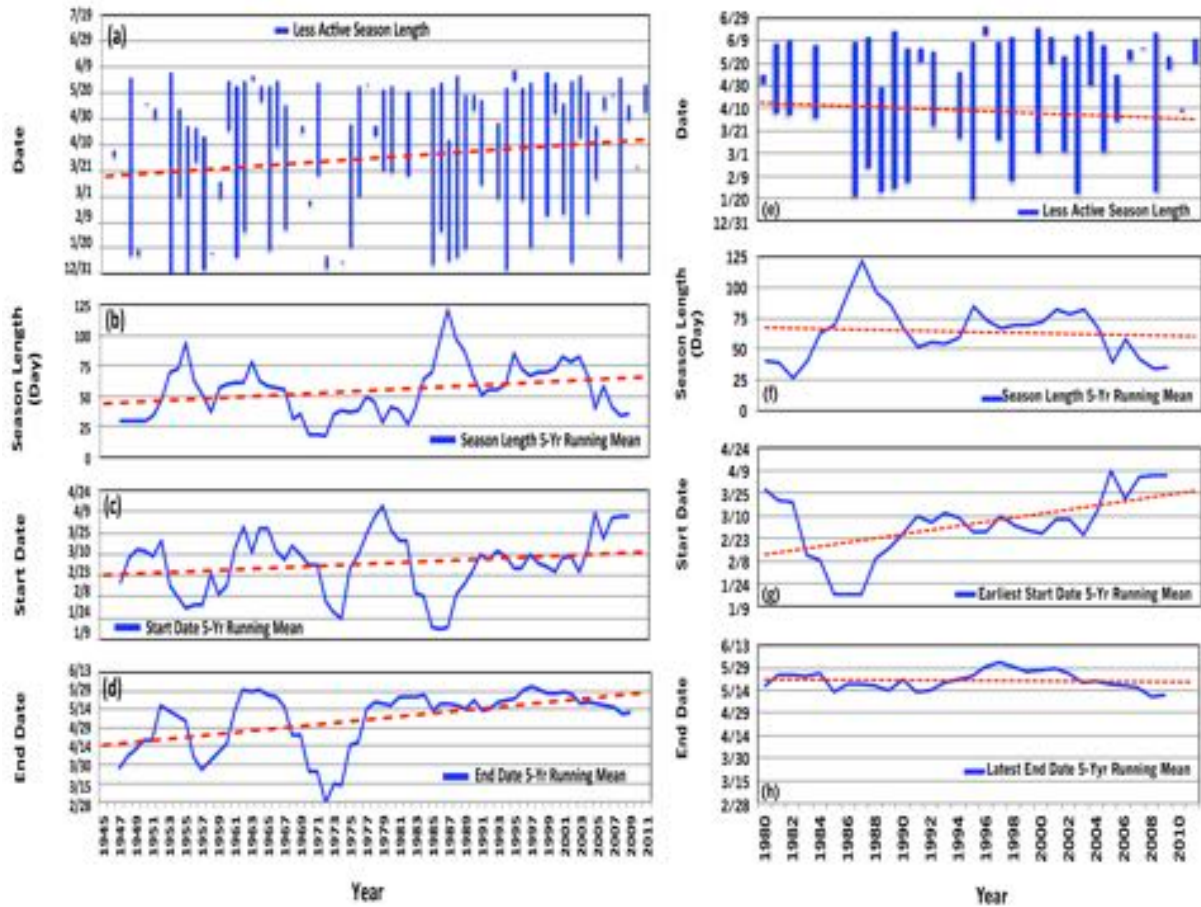 (a)
Less Active Season Length
Date
7/19
6/29
6/9
5/20
4/30
4/10
3/21
3/1
2/9
1/20
12/31
(b)
Season Length
(Day)
125
100
75
50
25
0
Season Length 5-Yr Running Mean
(c)
Start Date
4/24
4/9
3/25
3/10
2/23
2/8
1/24
1/9
Start Date 5-Yr Running Mean
(d)
End Date
6/13
5/29
5/14
4/29
4/14
3/30
3/15
2/28
End Date 5-Yr Running Mean
1945 1947 1949 1951 1953 1955 1957 1959 1961 1963 1965 1967 1969 1971 1973 1975 1977 1979 1981 1983 1985 1987 1989 1991 1993 1995 1997 1999 2001 2003 2005 2007 2009 2011
Year
Date
6/29
6/9
5/20
4/30
4/10
3/21
3/1
2/9
1/20
12/31
(e)
Less Active Season Length
Season Length
(Day)
125
100
75
50
25
0
(f)
Season Length 5-Yr Running Mean
Start Date
4/24
4/9
3/25
3/10
2/23
2/8
1/24
1/9
(g)
Earliest Start Date 5-Yr Running Mean
End Date
6/13
5/29
5/14
4/29
4/14
3/30
3/15
2/28
(h)
Latest End Date 5-Yyr Running Mean
1980 1982 1984 1986 1988 1990 1992 1994 1996 1998 2000 2002 2004 2006 2008 2010
Year